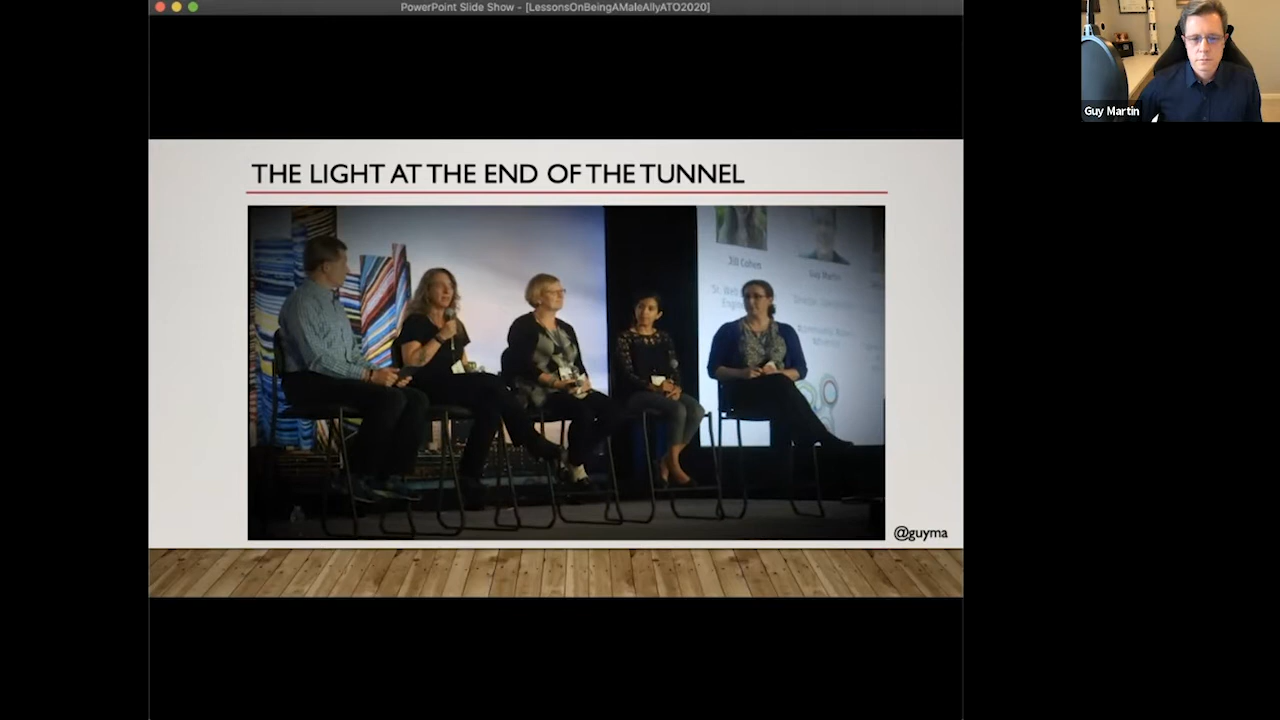 PowerPoint Slide Show - [LessonsOnBeingAMaleAllyATO2020]
Guy Martin
THE LIGHT AT THE END OF THE TUNNEL
Jill Cohen
Guy Martin
@guyma